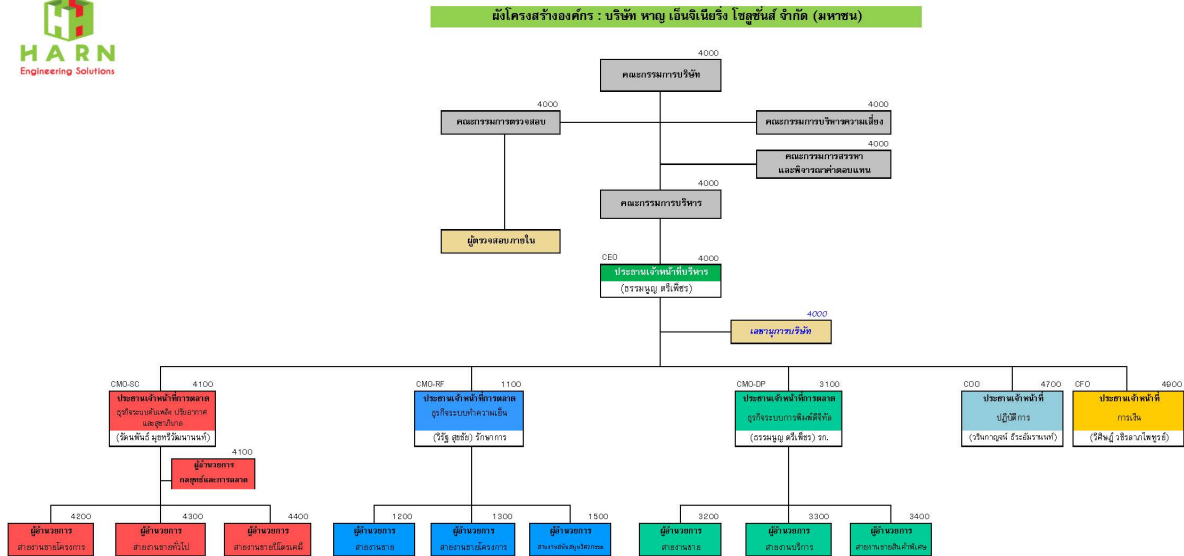 HARN
Engineering Solutions
ผังโครงสร้างองค์กร : บริษัท หาญ เอ็นจิเนียริ่ง โซลูชั่นส์ จำกัด (มหาชน)
4000
คณะกรรมการบริษัท
4000
คณะกรรมการตรวจสอบ
4000
คณะกรรมการบริหารความเสี่ยง
4000
คณะกรรมการสรรหา
และพิจารณาค่าตอบแทน
4000
คณะกรรมการบริหาร
ผู้ตรวจสอบภายใน
CEO 4000
ประธานเจ้าหน้าที่บริหาร
(ธรรมนูญ ตรีเพ็ชร)
4000
เลขานุการบริษัท
CMO-SC 4100
ประธานเจ้าหน้าที่การตลาด
ธุรกิจระบบดับเพลิง ปรับอากาศ
และสุขาภิบาล
(รัตนพันธ์ มุขหรีวัฒนานนท์)
CMO-RF 1100
ประธานเจ้าหน้าที่การตลาด
ธุรกิจระบบทำความเย็น
(วิรัฐ สุขชัย) รักษาการ
CMO-DP 3100
ประธานเจ้าหน้าที่การตลาด
ธุรกิจระบบการพิมพ์ดิจิทัล
(ธรรมนูญ ตรีเพ็ชร) รก.
COO 4700
ประธานเจ้าหน้าที่
ปฏิบัติการ
CFO 4900
ประธานเจ้าหน้าที่
การเงิน
(วิศิษฏ์ วชิรลาภไพฑูรย์)
4100
ผู้อำนวยการ
กลยุทธ์และการตลาด
4200
ผู้อำนวยการ
สายงานขายโครงการ
4300
ผู้อำนวยการ
สายงานขายทั่วไป
4400
ผู้อำนวยการ
สายงานขายปิโตรเคมี
1200
ผู้อำนวยการ
สายงานขาย
1300
ผู้อำนวยการ
สายงานขายโครงการ
1500
ผู้อำนวยการ
สายงานสนับสนุนวิศวกรรม
3200
ผู้อำนวยการ
สายงานขาย
3300
ผู้อำนวยการ
สายงานบริการ
3400
ผู้อำนวยการ
สายงานขายสินค้าพิเศษ